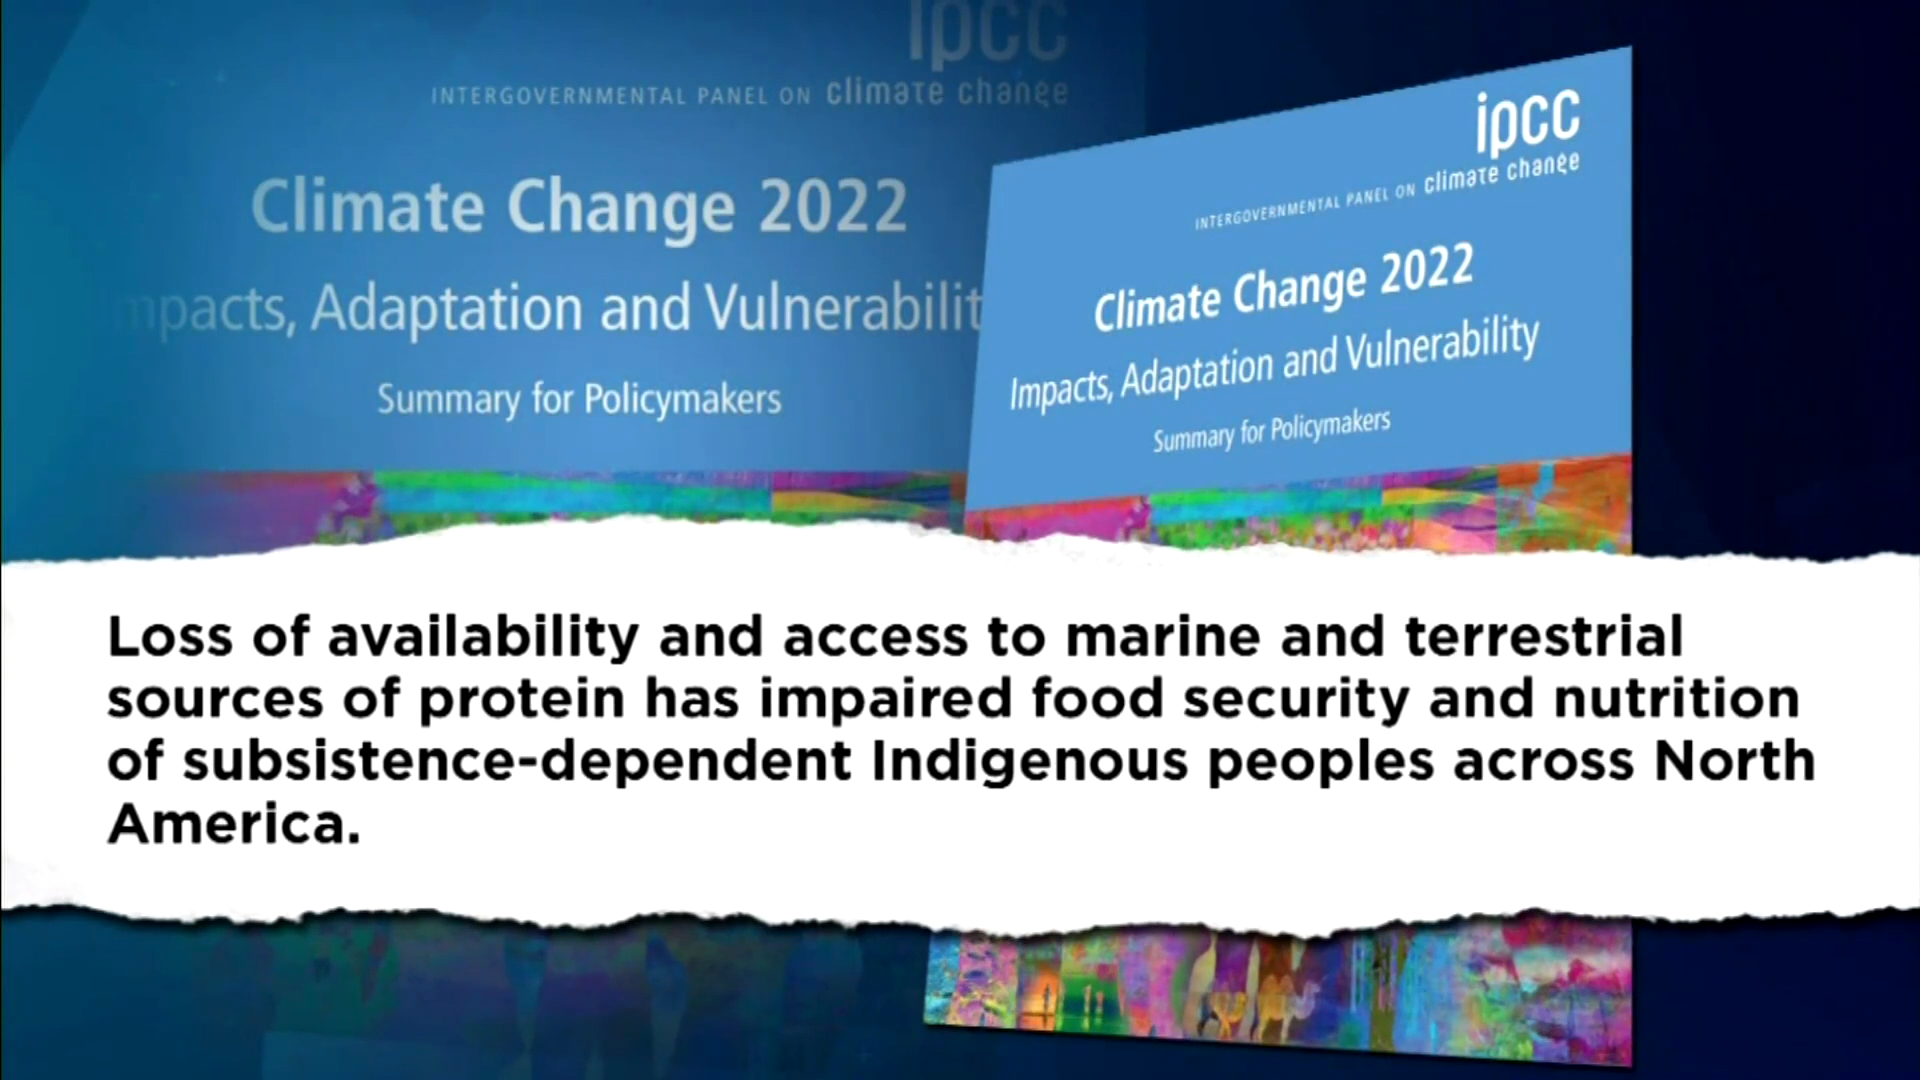 ipcc
INTERGOVERNMENTAL PANEL ON climate change
Climate Change 2022
Impacts, Adaptation and Vulnerabilit
Summary for Policymakers
ipcc
INTERGOVERNMENTAL PANEL ON climate change
Climate Change 2022
Impacts, Adaptation and Vulnerability
Summary for Policymakers
Loss of availability and access to marine and terrestrial
sources of protein has impaired food security and nutrition
of subsistence-dependent Indigenous peoples across North
America.